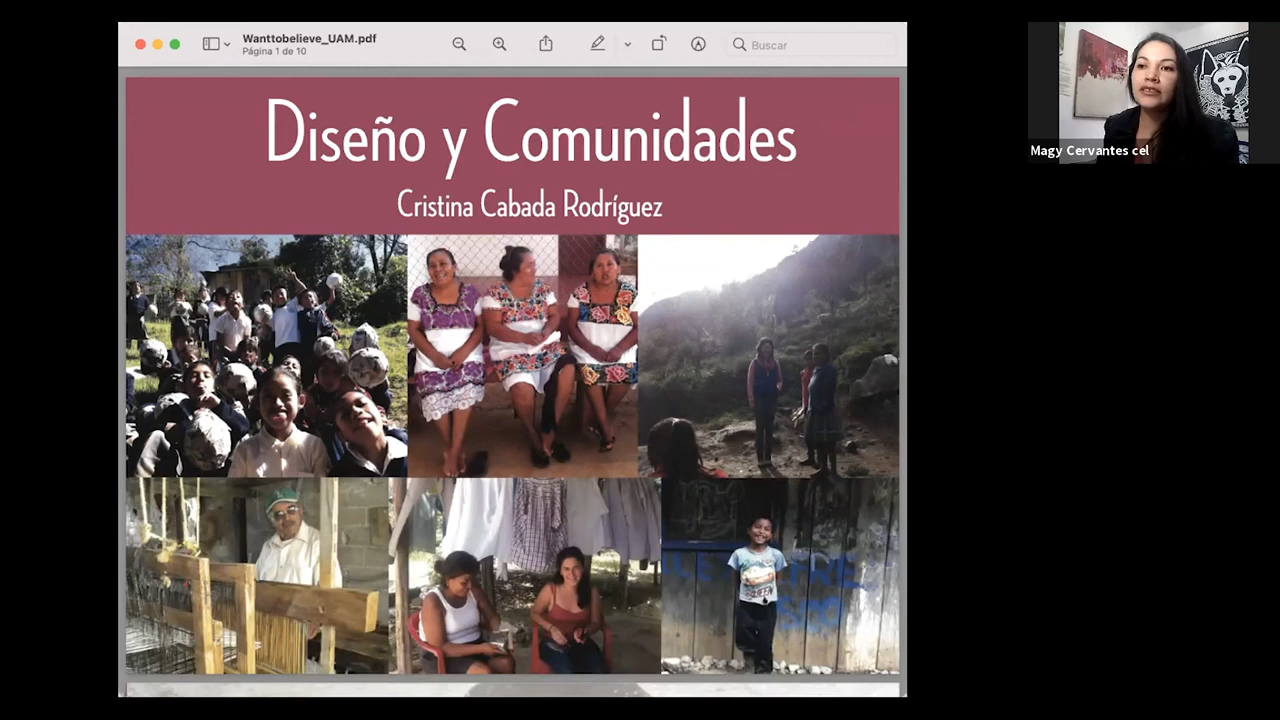 Wanttobelieve_UAM.pdf
Página 1 de 10
Buscar
Diseño y Comunidades
Cristina Cabada Rodríguez
Magy Cervantes cel